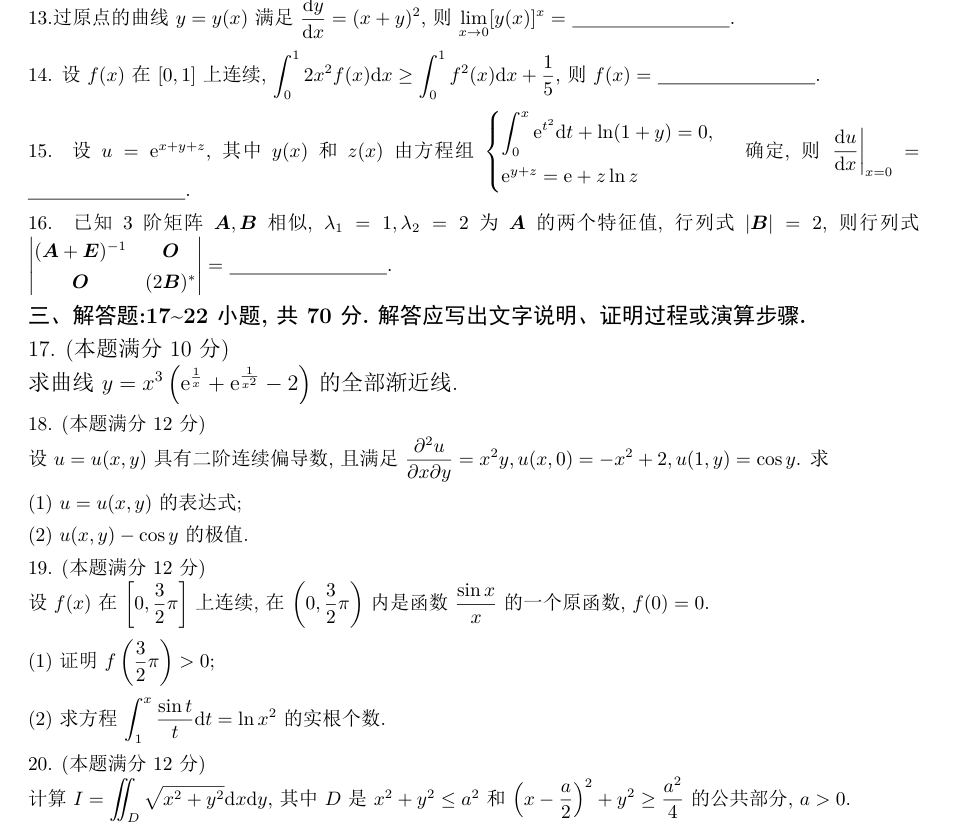 13.过原点的曲线 y = y(x) 满足 dy/dx = (x + y)², 则 lim_{x→0}[y(x)]^x = ________.
14. 设 f(x) 在 [0, 1] 上连续, ∫_0^1 2x²f(x)dx ≥ ∫_0^1 f²(x)dx + 1/5, 则 f(x) = ________.
15. 设 u = e^{x+y+z}, 其中 y(x) 和 z(x) 由方程组 { ∫_0^x e^{t²}dt + ln(1 + y) = 0, e^{y+z} = e + z ln z 确定, 则 du/dx|_{x=0} =
________.
16. 已知 3 阶矩阵 A, B 相似, λ₁ = 1, λ₂ = 2 为 A 的两个特征值, 行列式 |B| = 2, 则行列式
|(A + E)^{-1} O; O (2B)^*| = ________.
三、解答题:17~22 小题, 共 70 分. 解答应写出文字说明、证明过程或演算步骤.
17. (本题满分 10 分)
求曲线 y = x³ (e^{1/x} + e^{1/x²} − 2) 的全部渐近线.
18. (本题满分 12 分)
设 u = u(x, y) 具有二阶连续偏导数, 且满足 ∂²u/∂x∂y = x²y, u(x, 0) = −x² + 2, u(1, y) = cos y. 求
(1) u = u(x, y) 的表达式;
(2) u(x, y) − cos y 的极值.
19. (本题满分 12 分)
设 f(x) 在 [0, 3/2 π] 上连续, 在 (0, 3/2 π) 内是函数 sin x/x 的一个原函数, f(0) = 0.
(1) 证明 f(3/2 π) > 0;
(2) 求方程 ∫_1^x sin t/t dt = ln x² 的实根个数.
20. (本题满分 12 分)
计算 I = ∬_D √(x² + y²)dxdy, 其中 D 是 x² + y² ≤ a² 和 (x − a/2)² + y² ≥ a²/4 的公共部分, a > 0.